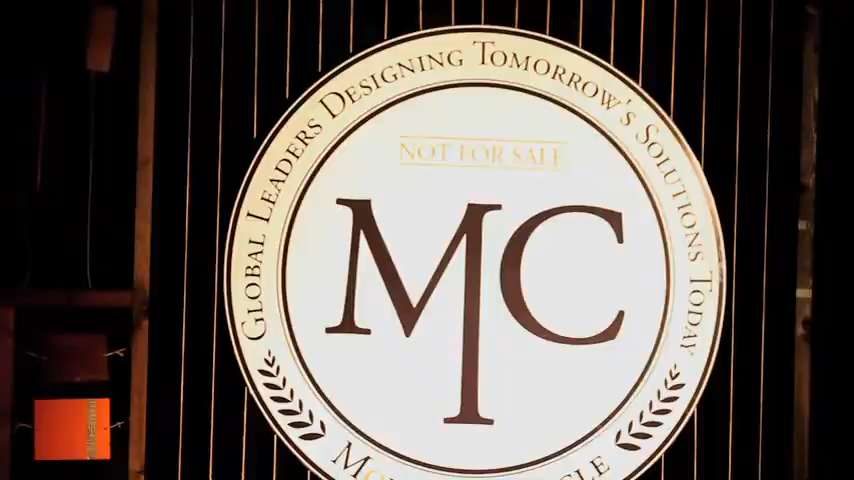 Global Leaders Designing Tomorrow's Solutions Today
NOT FOR SALE
MC